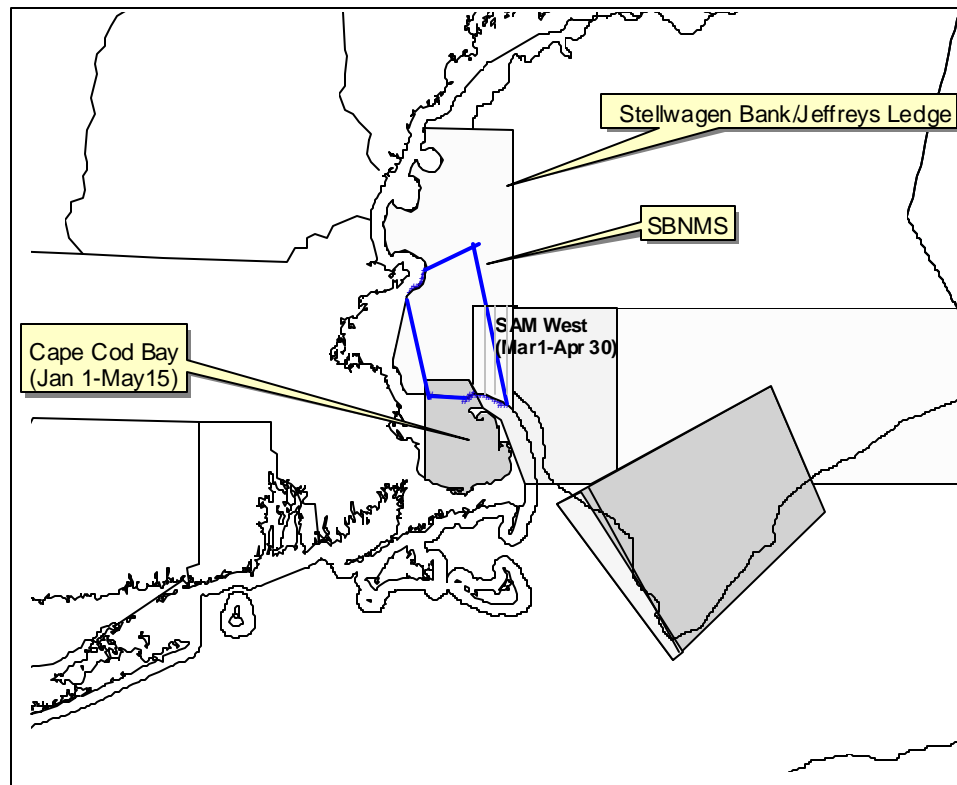 Stellwagen Bank/Jeffreys Ledge
SBNMS
SAM West
(Mar1-Apr 30)
Cape Cod Bay
(Jan 1-May15)